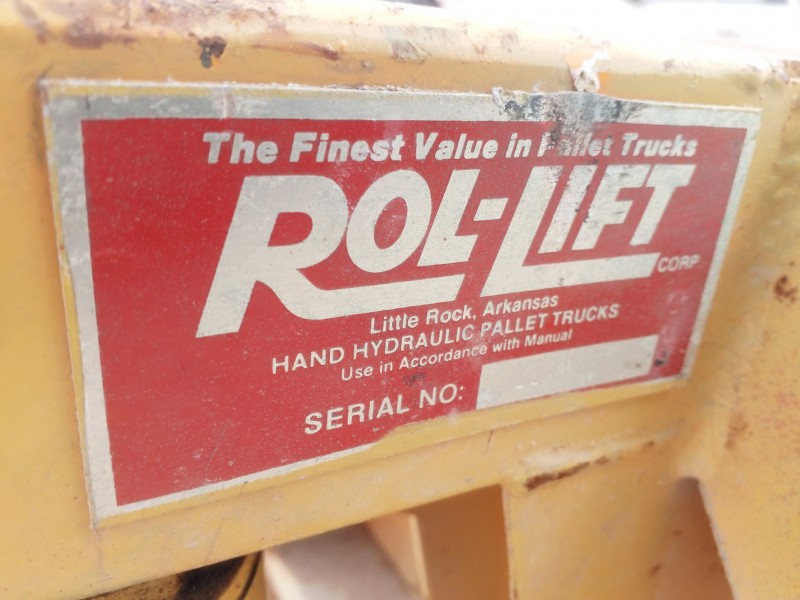 The Finest Value in Pallet Trucks
ROL-LIFT
CORP
Little Rock, Arkansas
HAND HYDRAULIC PALLET TRUCKS
Use in Accordance with Manual
SERIAL NO: